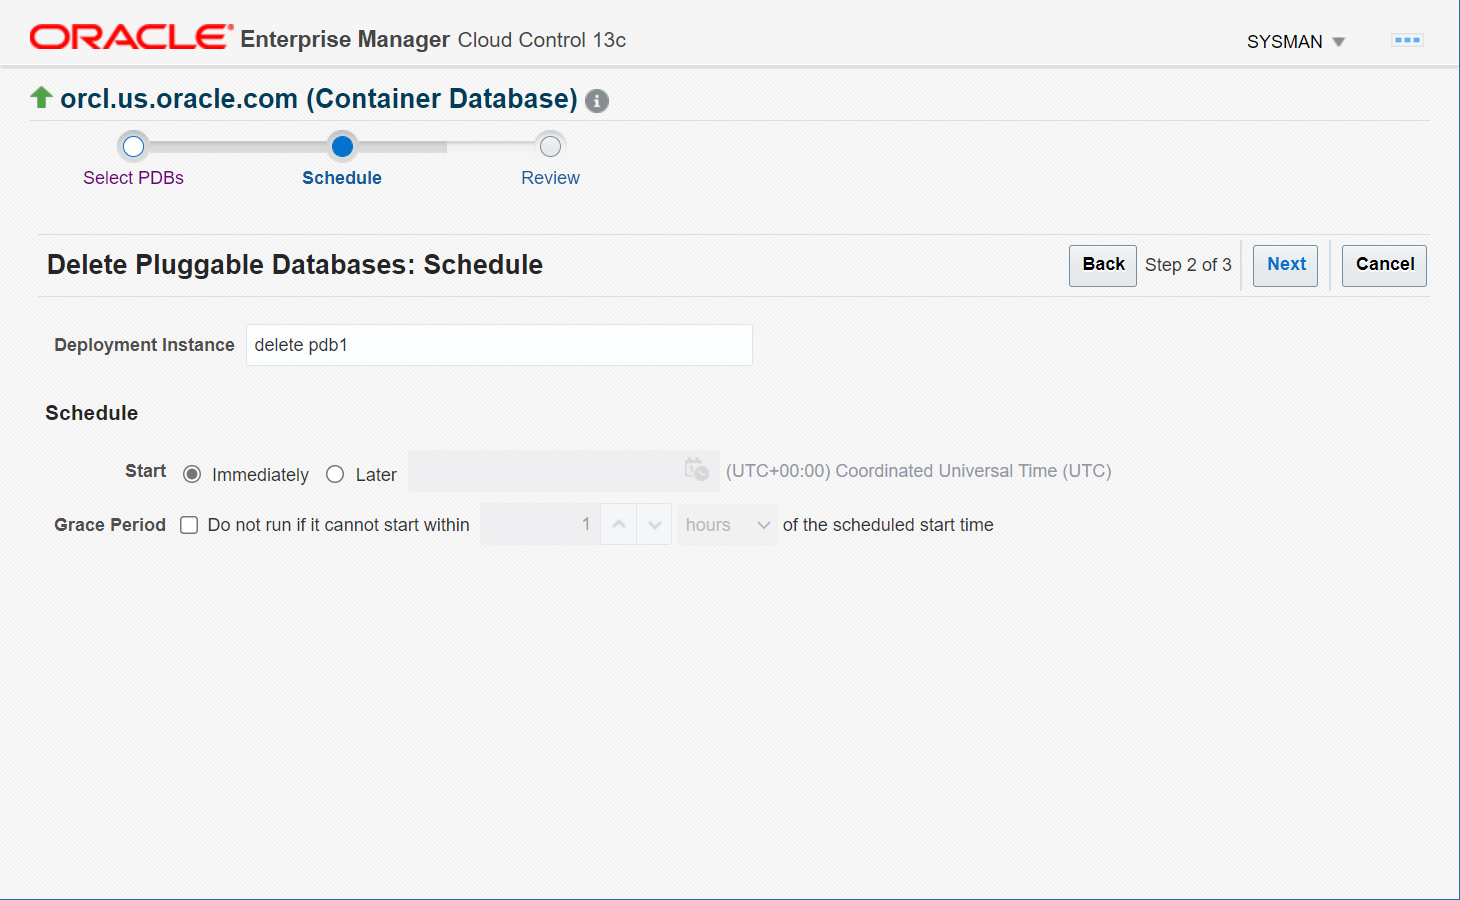 ORACLE® Enterprise Manager Cloud Control 13c
SYSMAN
orcl.us.oracle.com (Container Database)
Select PDBs
Schedule
Review
Delete Pluggable Databases: Schedule
Back Step 2 of 3 Next Cancel
Deployment Instance delete pdb1
Schedule
Start Immediately Later (UTC+00:00) Coordinated Universal Time (UTC)
Grace Period Do not run if it cannot start within 1 hours of the scheduled start time